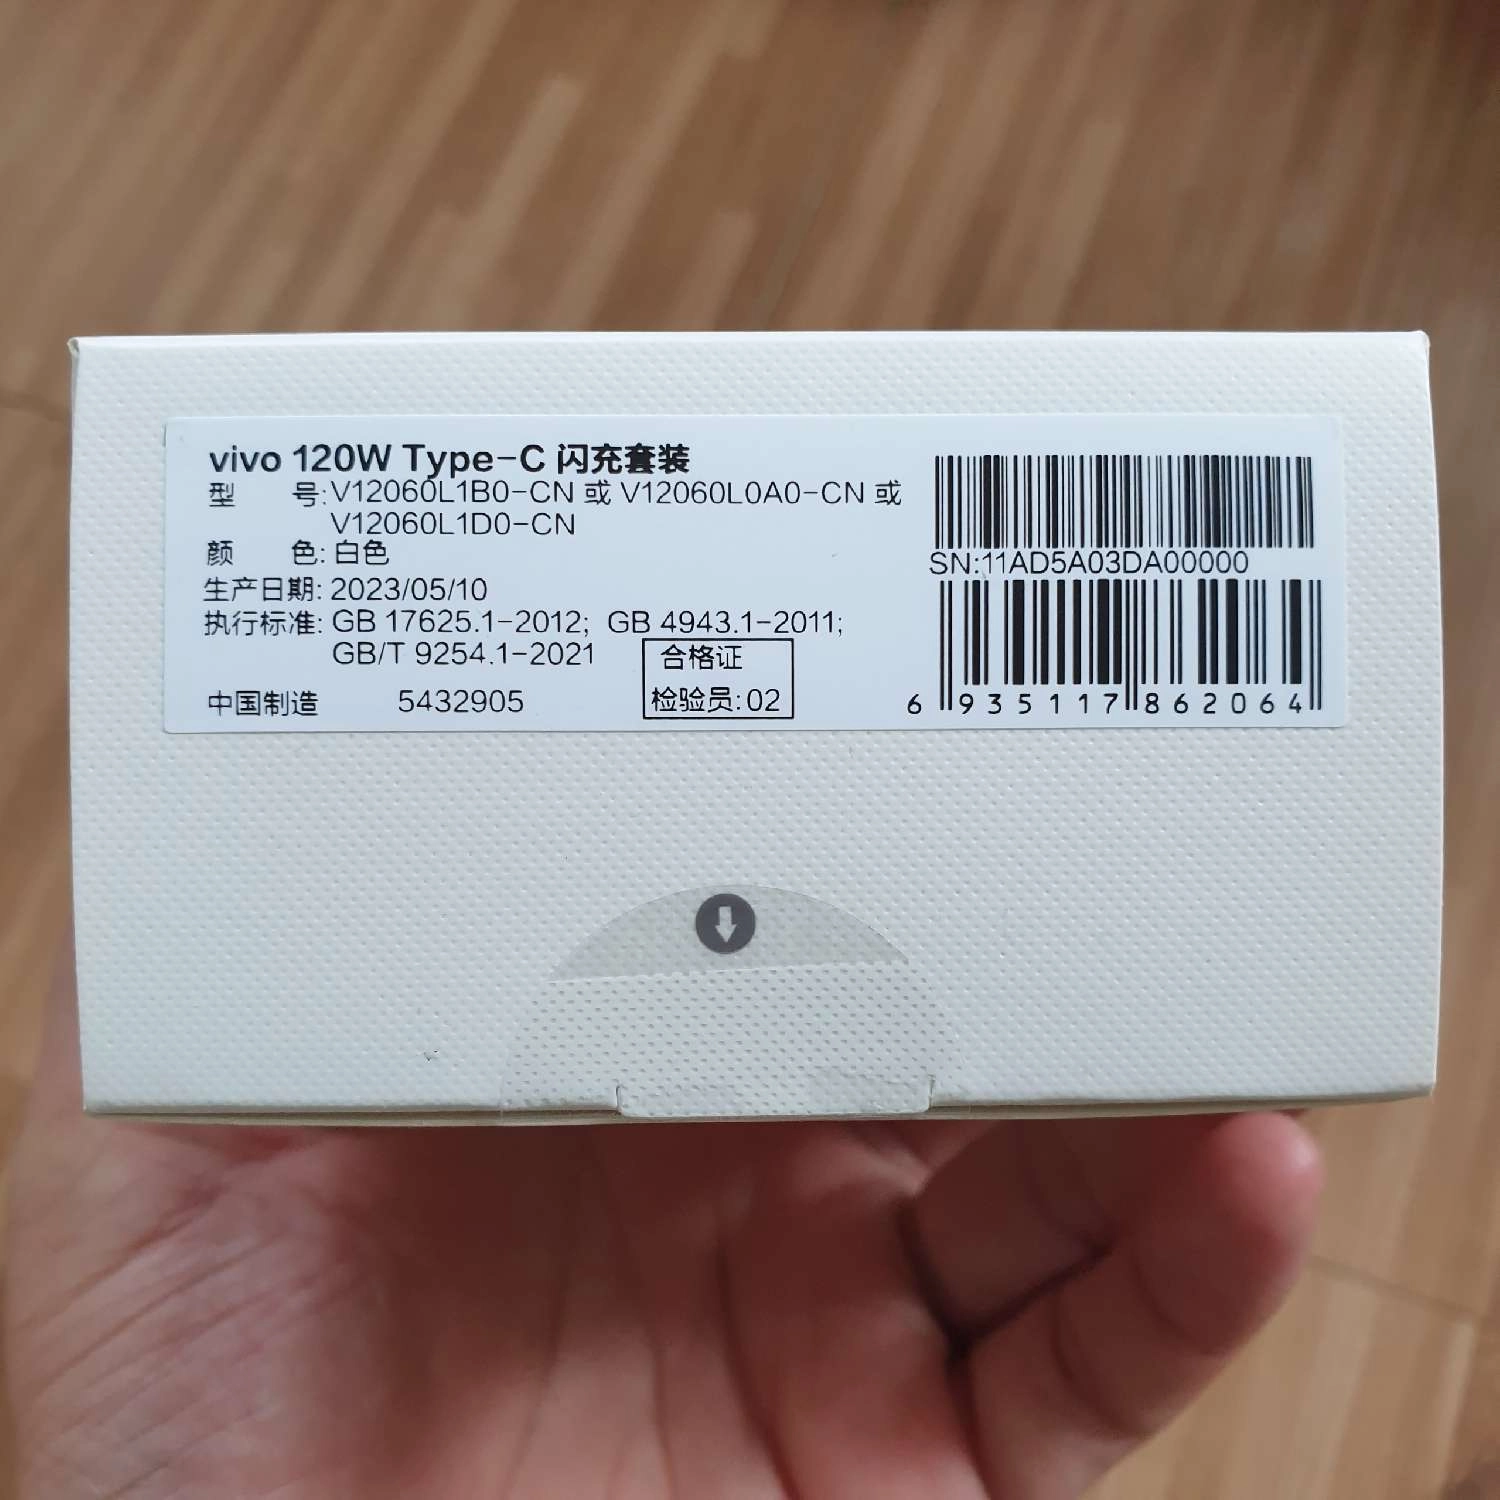 vivo 120W Type-C 闪充套装
型 号: V12060L1B0-CN 或 V12060L0A0-CN 或
V12060L1D0-CN
颜 色: 白色
生产日期: 2023/05/10
执行标准: GB 17625.1-2012; GB 4943.1-2011;
GB/T 9254.1-2021
合格证
检验员: 02
中国制造 5432905
SN:11AD5A03DA00000
6 935117 862064